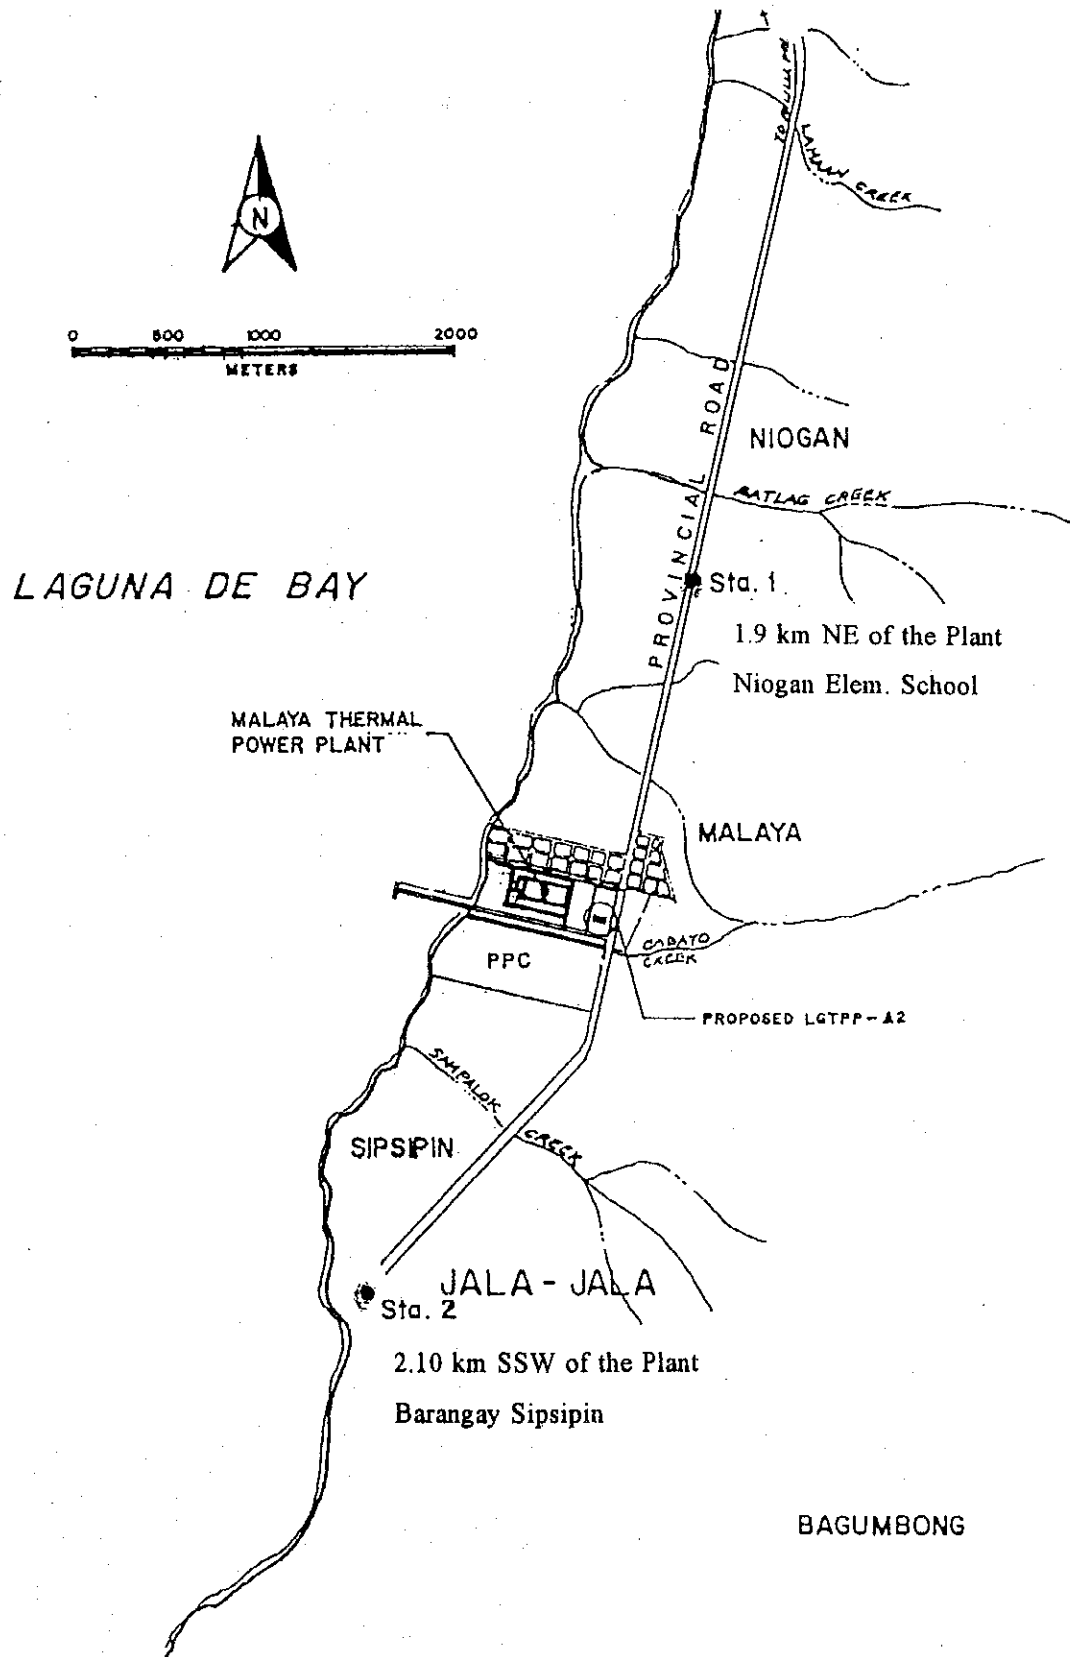 LAMAAN CREEK
N
0 500 1000 2000
METERS
PROVINCIAL ROAD
NIOGAN
BATLAG CREEK
LAGUNA DE BAY
Sta. 1
1.9 km NE of the Plant
Niogan Elem. School
MALAYA THERMAL
POWER PLANT
MALAYA
CABATO
CREEK
PPC
PROPOSED LGTPP-A2
SAMPALOK CREEK
SIPSIPIN
JALA-JALA
Sta. 2
2.10 km SSW of the Plant
Barangay Sipsipin
BAGUMBONG